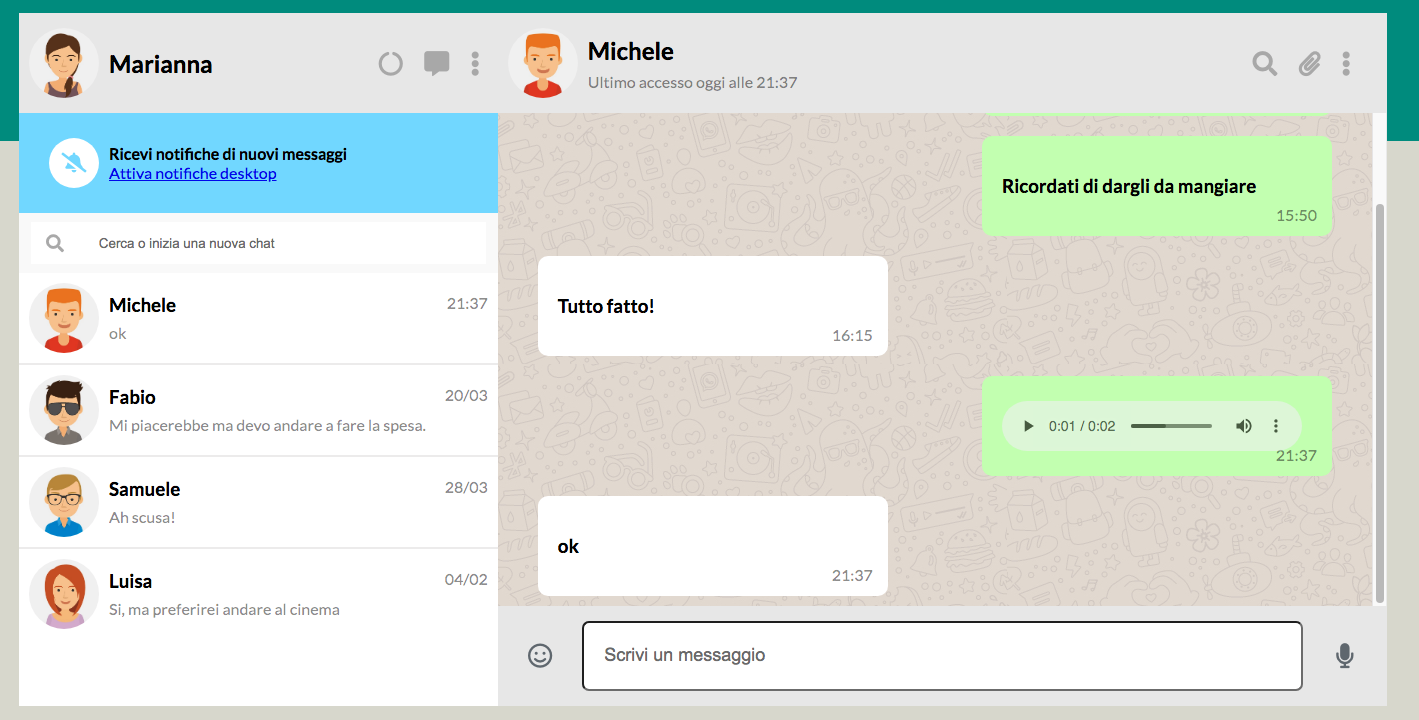 Marianna
Ricevi notifiche di nuovi messaggi
Attiva notifiche desktop
Cerca o inizia una nuova chat
Michele
21:37
ok
Fabio
20/03
Mi piacerebbe ma devo andare a fare la spesa.
Samuele
28/03
Ah scusa!
Luisa
04/02
Si, ma preferirei andare al cinema
Michele
Ultimo accesso oggi alle 21:37
Ricordati di dargli da mangiare
15:50
Tutto fatto!
16:15
0:01 / 0:02
21:37
ok
21:37
Scrivi un messaggio